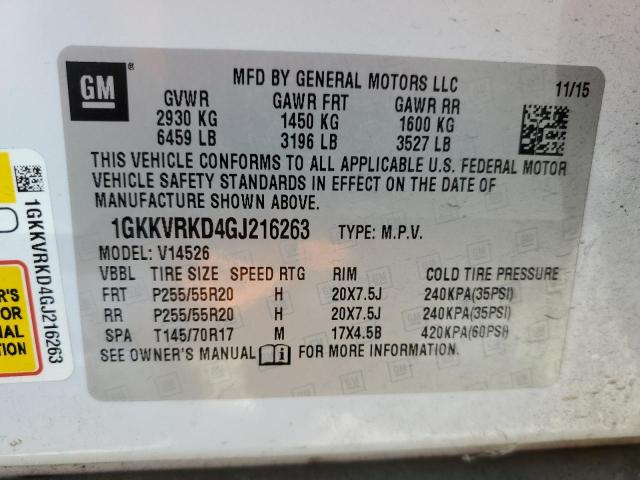 GM
®
MFD BY GENERAL MOTORS LLC 11/15
GVWR GAWR FRT GAWR RR
2930 KG 1450 KG 1600 KG
6459 LB 3196 LB 3527 LB
THIS VEHICLE CONFORMS TO ALL APPLICABLE U.S. FEDERAL MOTOR
VEHICLE SAFETY STANDARDS IN EFFECT ON THE DATE OF
MANUFACTURE SHOWN ABOVE.
1GKKVRKD4GJ216263 TYPE: M.P.V.
MODEL: V14526
VBBL TIRE SIZE SPEED RTG RIM COLD TIRE PRESSURE
FRT P255/55R20 H 20X7.5J 240KPA(35PSI)
RR P255/55R20 H 20X7.5J 240KPA(35PSI)
SPA T145/70R17 M 17X4.5B 420KPA(60PSI)
SEE OWNER'S MANUAL i FOR MORE INFORMATION.
1GKKVRKD4GJ216263
ER'S
FOR
NAL
TION